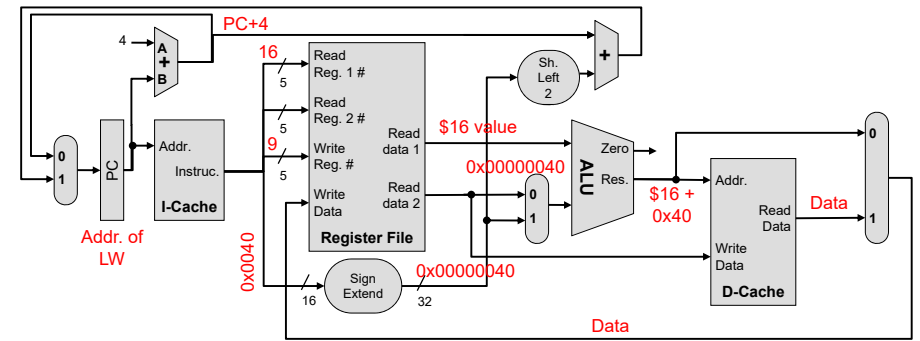 PC+4
4
A
+
B
16
5
Read
Reg. 1 #
Sh.
Left
2
+
5
Read
Reg. 2 #
0
1
PC
Addr.
Instruc.
I-Cache
9
5
Write
Reg. #
Read
data 1
$16 value
0x00000040
Zero
ALU
Res.
0
1
Write
Data
Read
data 2
0
1
$16 +
0x40
Addr.
Read
Data
Data
Write
Data
D-Cache
Register File
Addr. of
LW
0x0040
16
Sign
Extend
0x00000040
32
Data